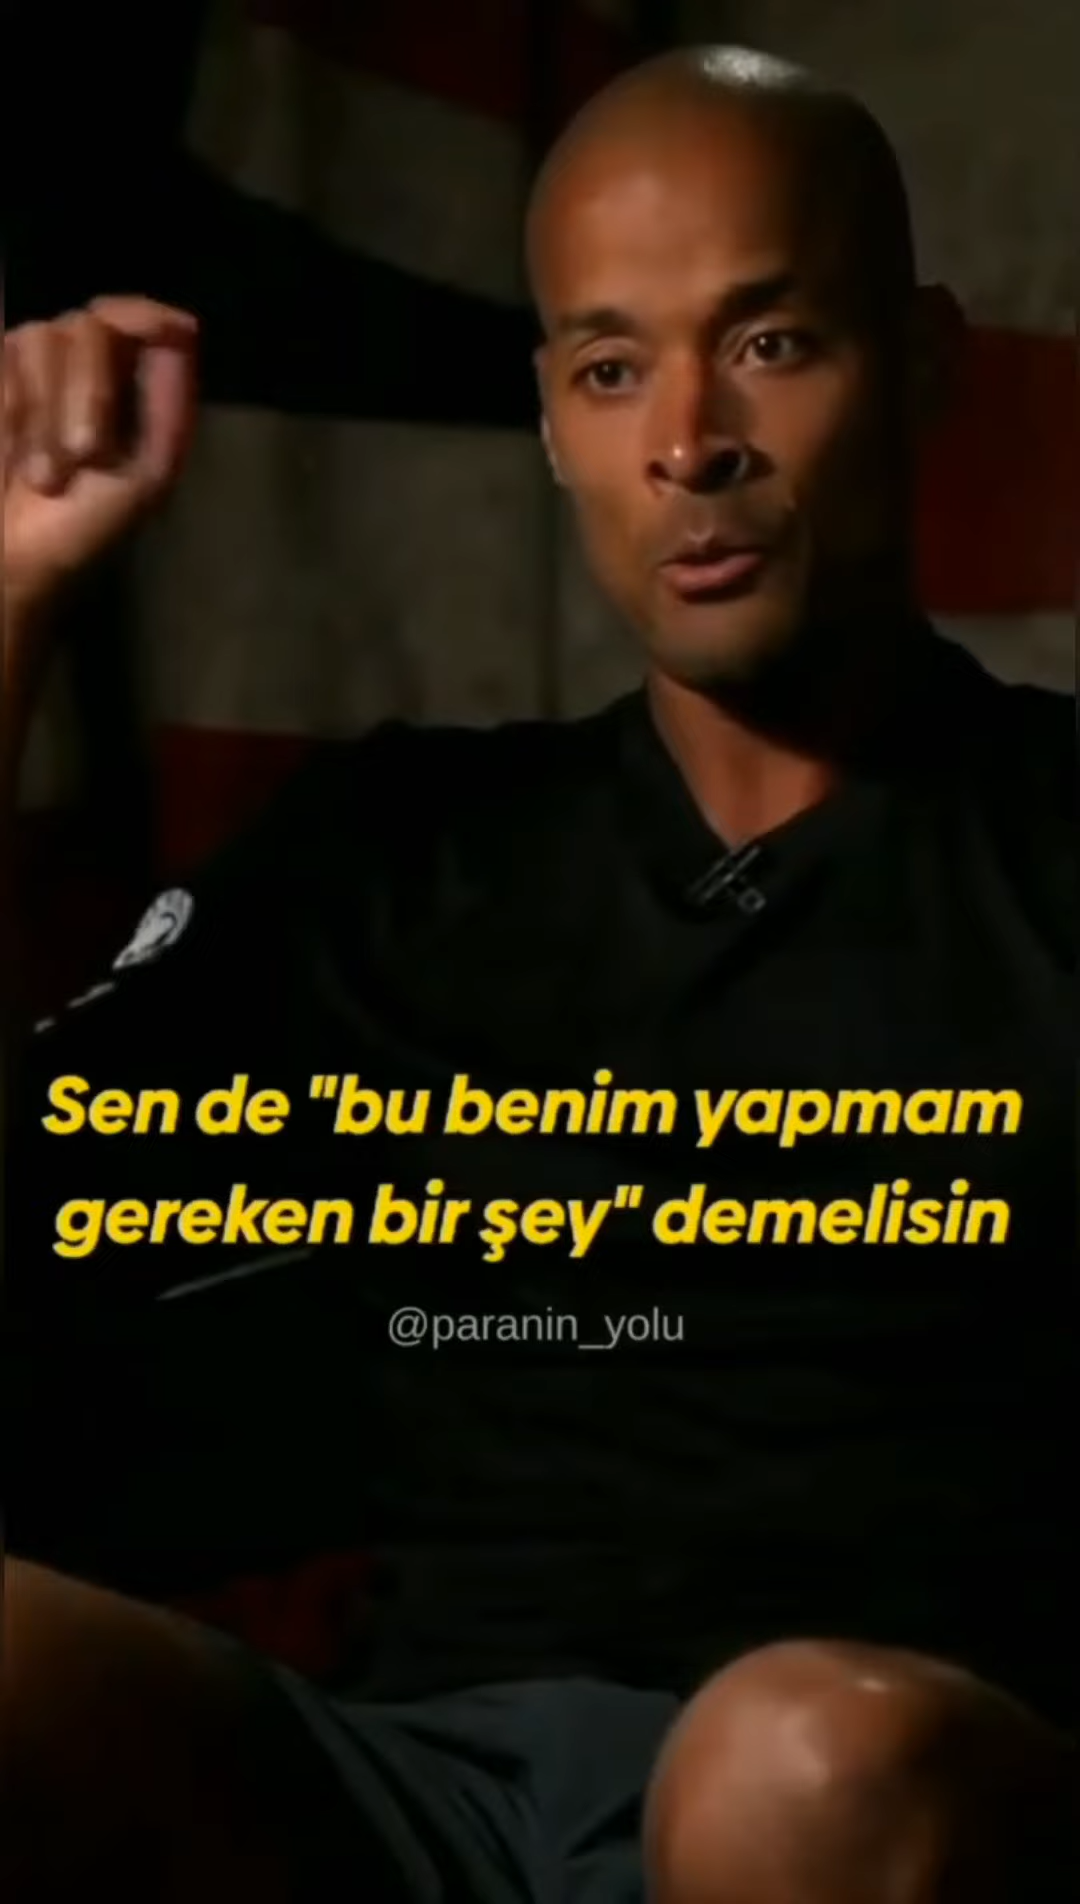 Sen de "bu benim yapmam
gereken bir şey" demelisin
@paranin_yolu